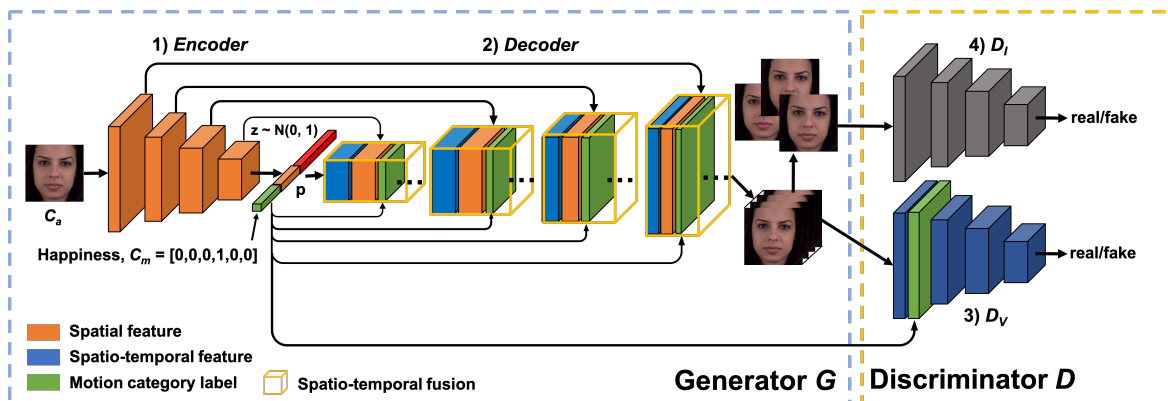 1) Encoder
2) Decoder
4) D_I
z ~ N(0, 1)
real/fake
p
C_a
Happiness, C_m = [0,0,0,1,0,0]
real/fake
3) D_V
Spatial feature
Spatio-temporal feature
Motion category label
Spatio-temporal fusion
Generator G
Discriminator D